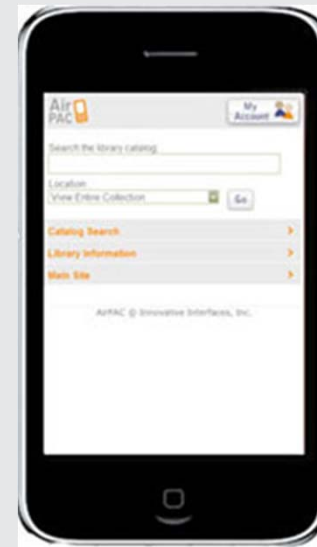 Air
PAC
My
Account
Search the library catalog:
Location:
View Entire Collection
Go
Catalog Search
Library Information
Main Site
AirPAC © Innovative Interfaces, Inc.